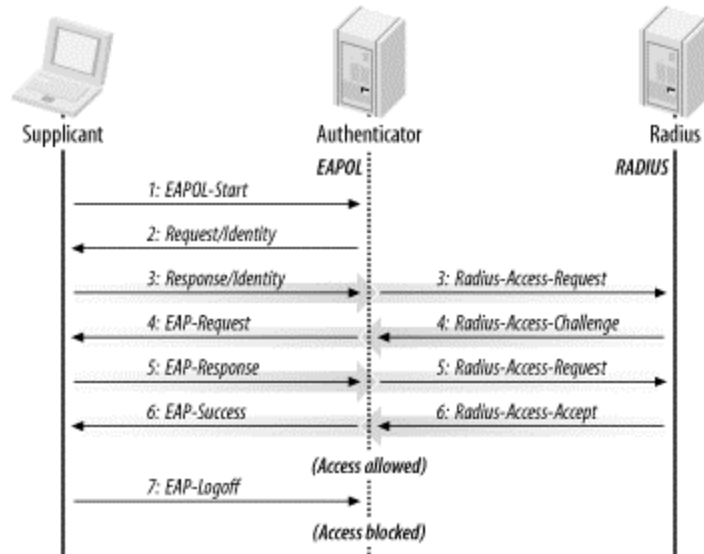 Supplicant Authenticator Radius
EAPOL RADIUS
1: EAPOL-Start
2: Request/Identity
3: Response/Identity 3: Radius-Access-Request
4: EAP-Request 4: Radius-Access-Challenge
5: EAP-Response 5: Radius-Access-Request
6: EAP-Success 6: Radius-Access-Accept
(Access allowed)
7: EAP-Logoff
(Access blocked)